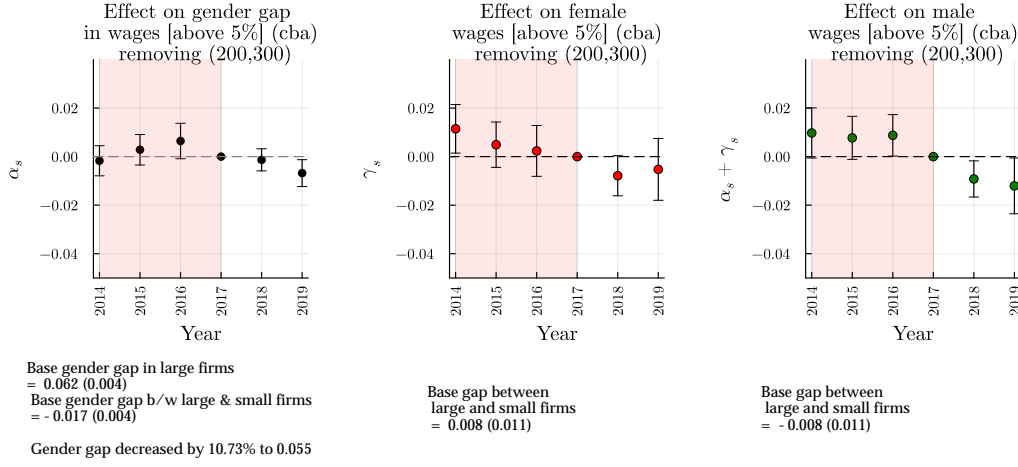 Effect on gender gap
in wages [above 5%] (cba)
removing (200,300)
0.02
0.00
−0.02
−0.04
α_s
2014
2015
2016
2017
2018
2019
Year
Base gender gap in large firms
= 0.062 (0.004)
Base gender gap b/w large & small firms
= - 0.017 (0.004)
Gender gap decreased by 10.73% to 0.055
Effect on female
wages [above 5%] (cba)
removing (200,300)
0.02
0.00
−0.02
−0.04
γ_s
2014
2015
2016
2017
2018
2019
Year
Base gap between
large and small firms
= 0.008 (0.011)
Effect on male
wages [above 5%] (cba)
removing (200,300)
0.02
0.00
−0.02
−0.04
α_s + γ_s
2014
2015
2016
2017
2018
2019
Year
Base gap between
large and small firms
= - 0.008 (0.011)